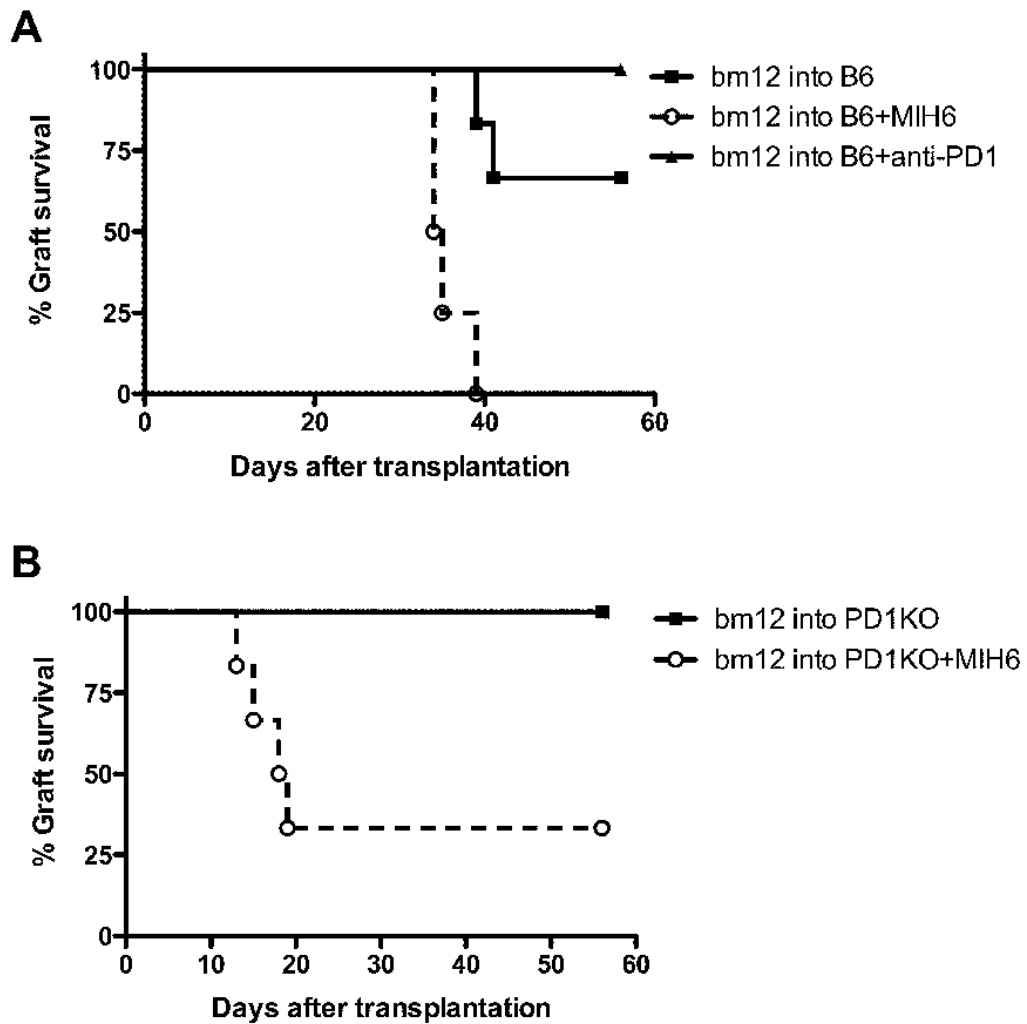 A
100
75
50
25
0
% Graft survival
0 20 40 60
Days after transplantation
bm12 into B6
bm12 into B6+MIH6
bm12 into B6+anti-PD1
B
100
75
50
25
0
% Graft survival
0 10 20 30 40 50 60
Days after transplantation
bm12 into PD1KO
bm12 into PD1KO+MIH6